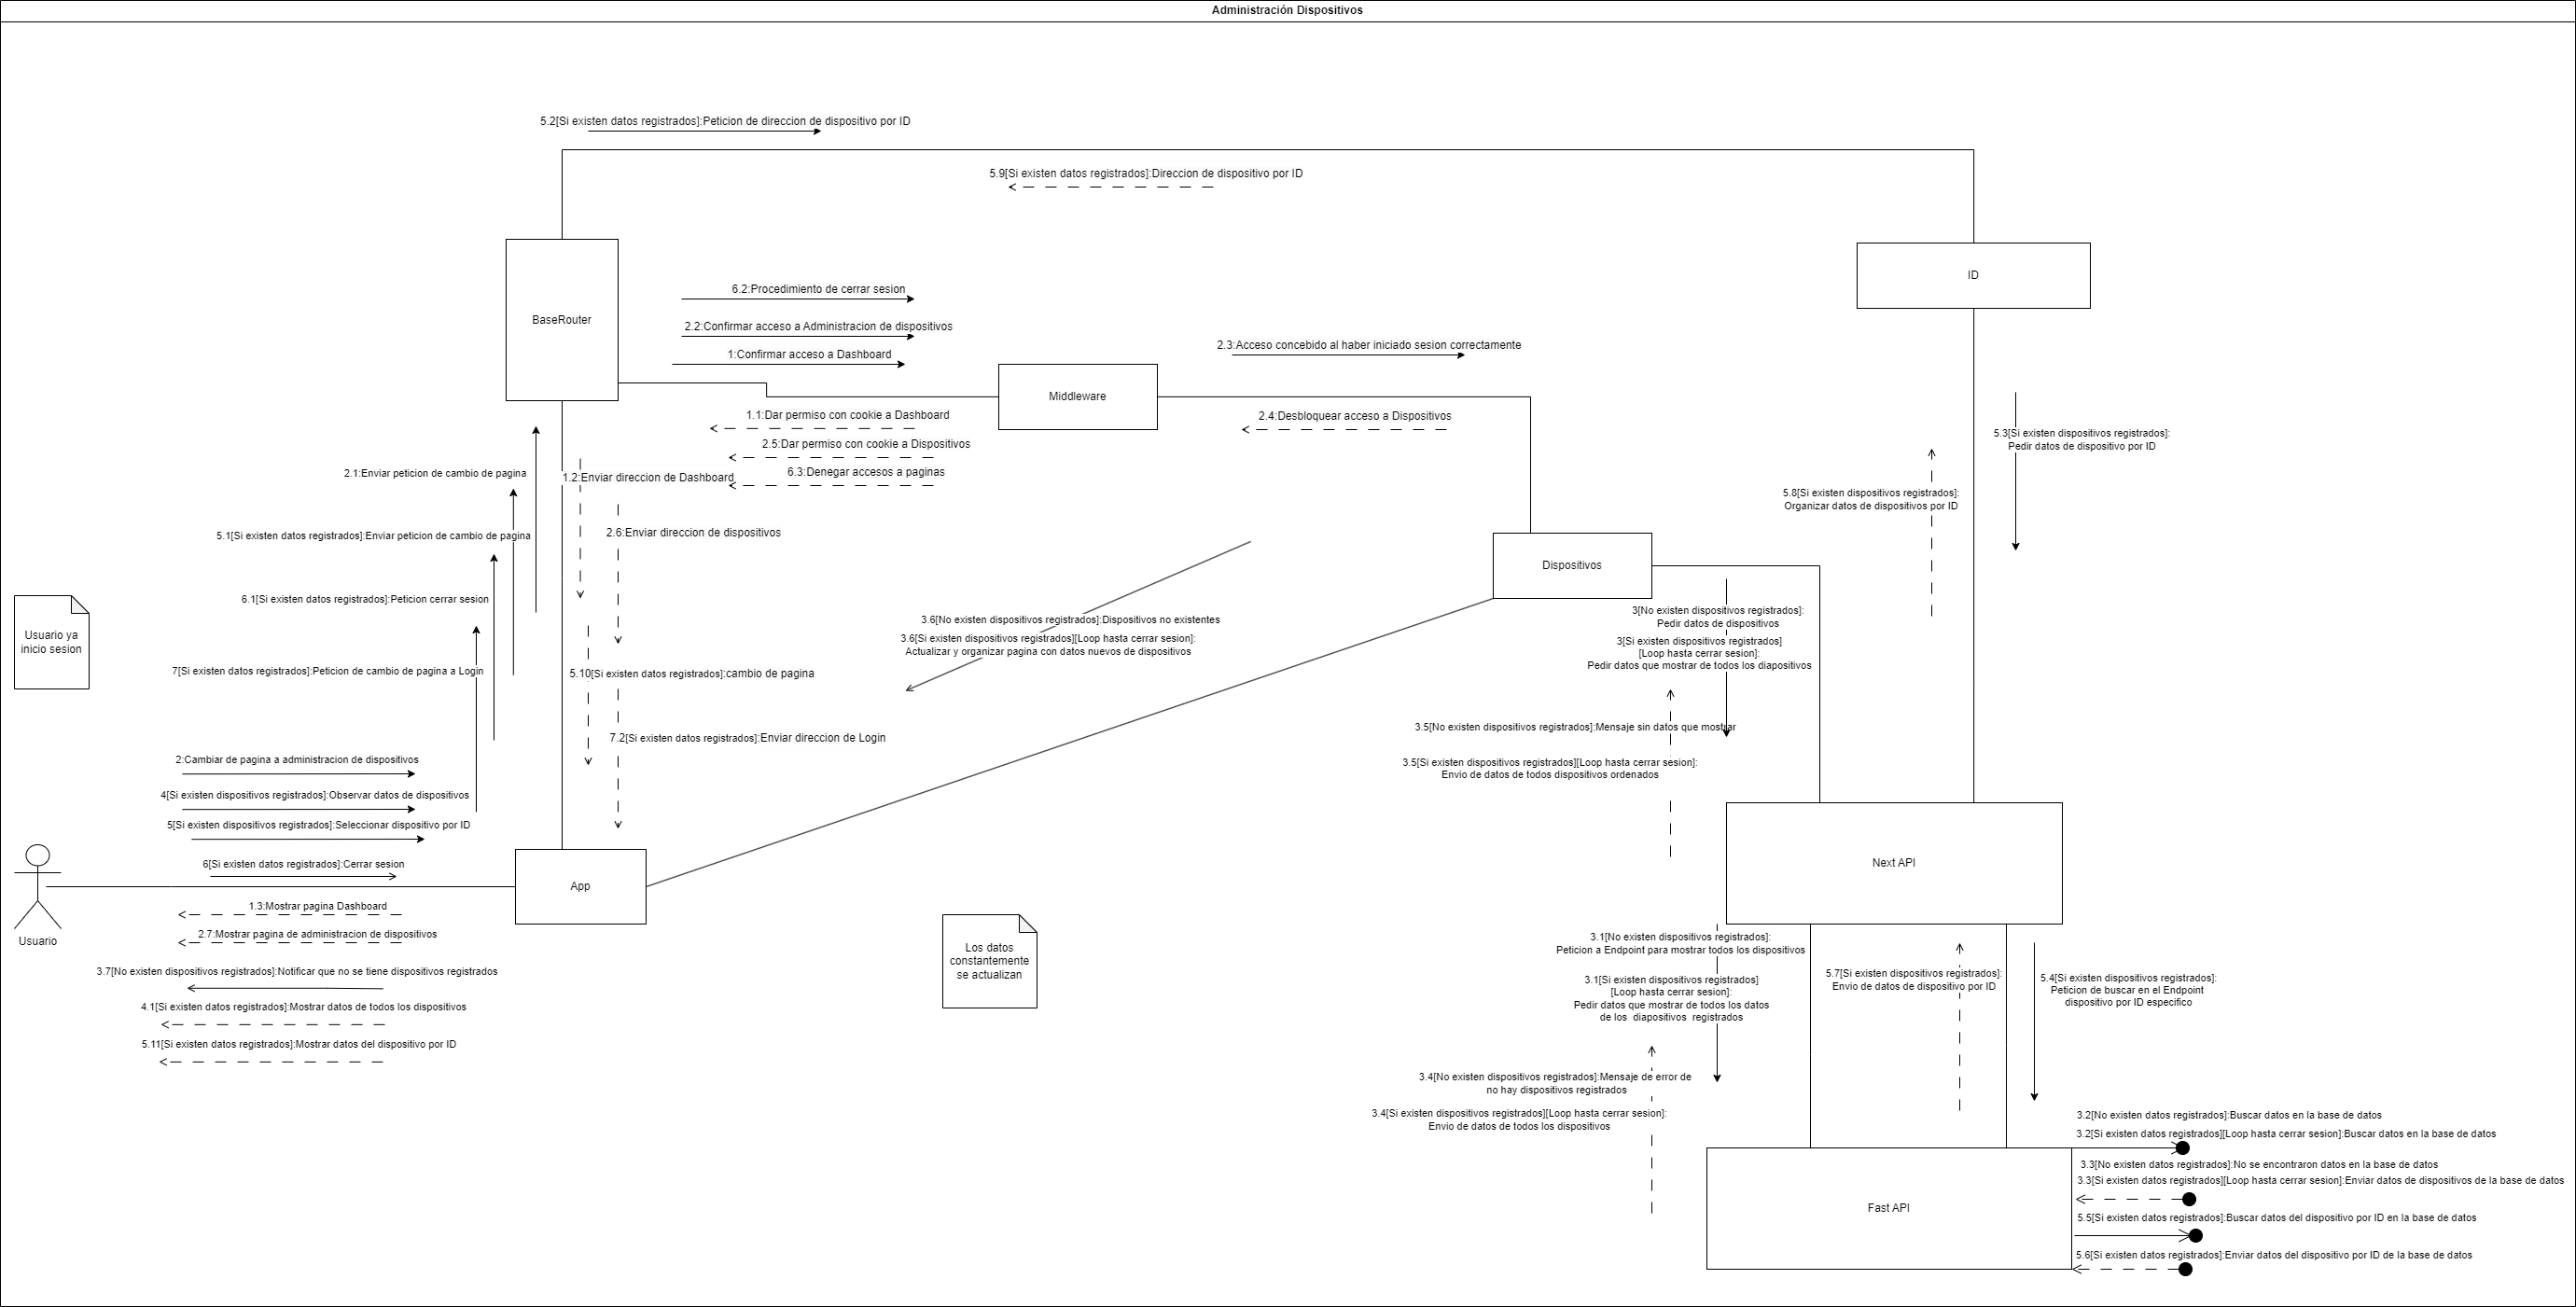 Administración Dispositivos
5.2[Si existen datos registrados]:Peticion de direccion de dispositivo por ID
5.9[Si existen datos registrados]:Direccion de dispositivo por ID
BaseRouter
ID
6.2:Procedimiento de cerrar sesion
2.2:Confirmar acceso a Administracion de dispositivos
1:Confirmar acceso a Dashboard
2.3:Acceso concebido al haber iniciado sesion correctamente
Middleware
1.1:Dar permiso con cookie a Dashboard
2.5:Dar permiso con cookie a Dispositivos
6.3:Denegar accesos a paginas
2.4:Desbloquear acceso a Dispositivos
5.3[Si existen dispositivos registrados]:
Pedir datos de dispositivo por ID
2.1:Enviar peticion de cambio de pagina
1.2:Enviar direccion de Dashboard
5.8[Si existen dispositivos registrados]:
Organizar datos de dispositivos por ID
5.1[Si existen datos registrados]:Enviar peticion de cambio de pagina
2.6:Enviar direccion de dispositivos
Dispositivos
6.1[Si existen datos registrados]:Peticion cerrar sesion
3.6[No existen dispositivos registrados]:Dispositivos no existentes
3.6[Si existen dispositivos registrados][Loop hasta cerrar sesion]:
Actualizar y organizar pagina con datos nuevos de dispositivos
3[No existen dispositivos registrados]:
Pedir datos de dispositivos
3[Si existen dispositivos registrados]
[Loop hasta cerrar sesion]:
Pedir datos que mostrar de todos los diapositivos
Usuario ya
inicio sesion
7[Si existen datos registrados]:Peticion de cambio de pagina a Login
5.10[Si existen datos registrados]:cambio de pagina
3.5[No existen dispositivos registrados]:Mensaje sin datos que mostrar
7.2[Si existen datos registrados]:Enviar direccion de Login
3.5[Si existen dispositivos registrados][Loop hasta cerrar sesion]:
Envio de datos de todos dispositivos ordenados
2:Cambiar de pagina a administracion de dispositivos
4[Si existen dispositivos registrados]:Observar datos de dispositivos
5[Si existen dispositivos registrados]:Seleccionar dispositivo por ID
6[Si existen datos registrados]:Cerrar sesion
App
Next API
1.3:Mostrar pagina Dashboard
2.7:Mostrar pagina de administracion de dispositivos
Usuario
3.7[No existen dispositivos registrados]:Notificar que no se tiene dispositivos registrados
4.1[Si existen datos registrados]:Mostrar datos de todos los dispositivos
5.11[Si existen datos registrados]:Mostrar datos del dispositivo por ID
Los datos
constantemente
se actualizan
3.1[No existen dispositivos registrados]:
Peticion a Endpoint para mostrar todos los dispositivos
3.1[Si existen dispositivos registrados]
[Loop hasta cerrar sesion]:
Pedir datos que mostrar de todos los datos
de los diapositivos registrados
5.7[Si existen dispositivos registrados]:
Envio de datos de dispositivo por ID
5.4[Si existen dispositivos registrados]:
Peticion de buscar en el Endpoint
dispositivo por ID especifico
3.4[No existen dispositivos registrados]:Mensaje de error de
no hay dispositivos registrados
3.4[Si existen dispositivos registrados][Loop hasta cerrar sesion]:
Envio de datos de todos los dispositivos
3.2[No existen datos registrados]:Buscar datos en la base de datos
3.2[Si existen datos registrados][Loop hasta cerrar sesion]:Buscar datos en la base de datos
3.3[No existen datos registrados]:No se encontraron datos en la base de datos
3.3[Si existen datos registrados][Loop hasta cerrar sesion]:Enviar datos de dispositivos de la base de datos
Fast API
5.5[Si existen datos registrados]:Buscar datos del dispositivo por ID en la base de datos
5.6[Si existen datos registrados]:Enviar datos del dispositivo por ID de la base de datos